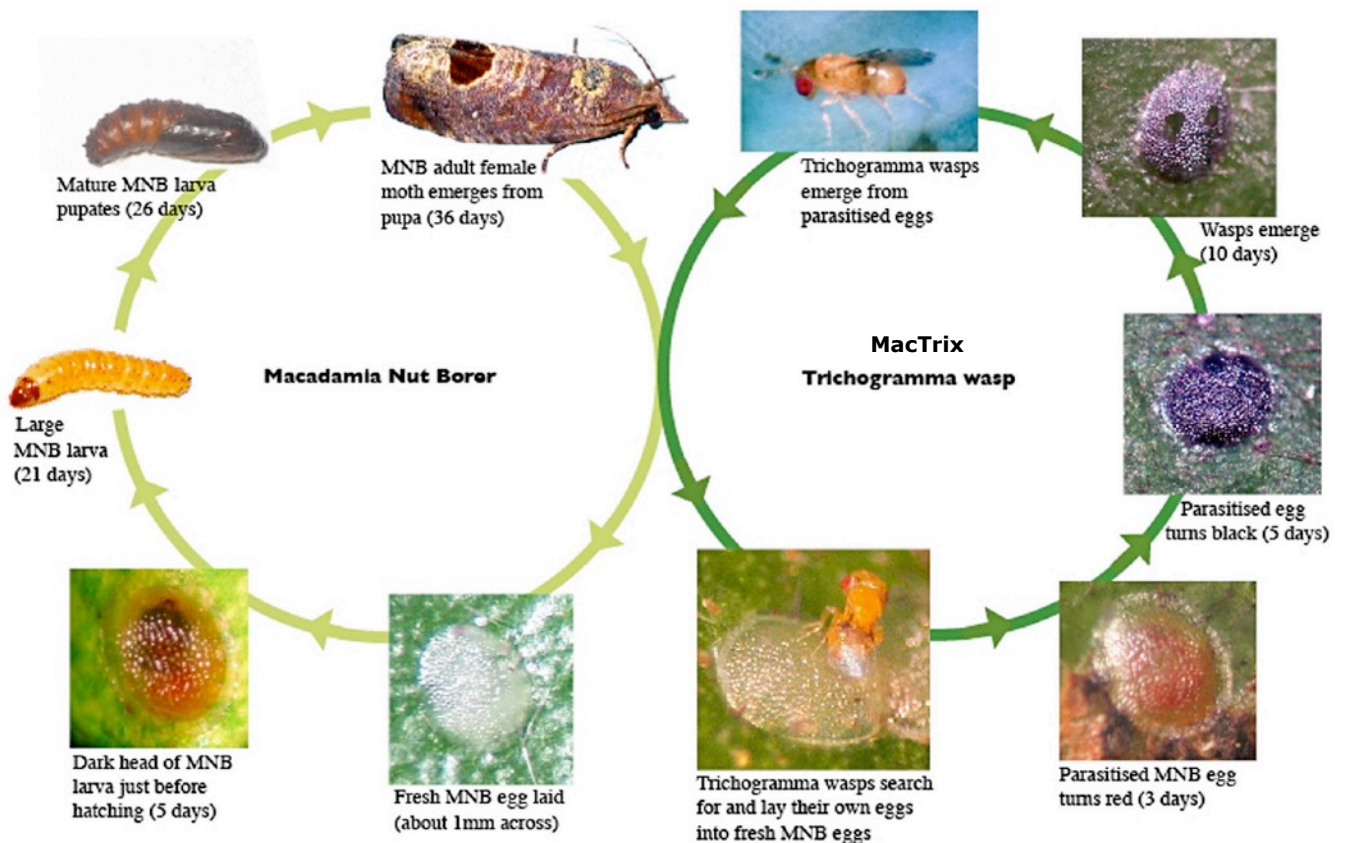 Mature MNB larva
pupates (26 days)
MNB adult female
moth emerges from
pupa (36 days)
Trichogramma wasps
emerge from
parasitised eggs
Wasps emerge
(10 days)
Large
MNB larva
(21 days)
Macadamia Nut Borer
MacTrix
Trichogramma wasp
Parasitised egg
turns black (5 days)
Dark head of MNB
larva just before
hatching (5 days)
Fresh MNB egg laid
(about 1mm across)
Trichogramma wasps search
for and lay their own eggs
into fresh MNB eggs
Parasitised MNB egg
turns red (3 days)